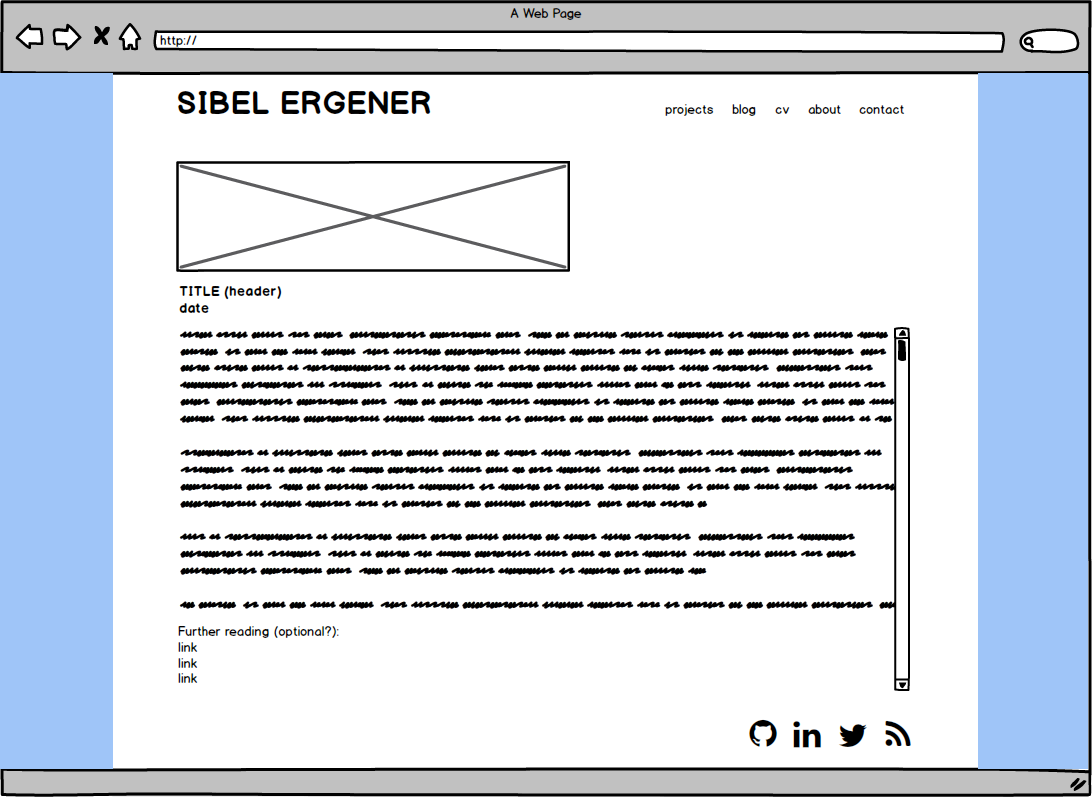 A Web Page
http://
SIBEL ERGENER
projects blog cv about contact
TITLE (header)
date
Further reading (optional?):
link
link
link
in